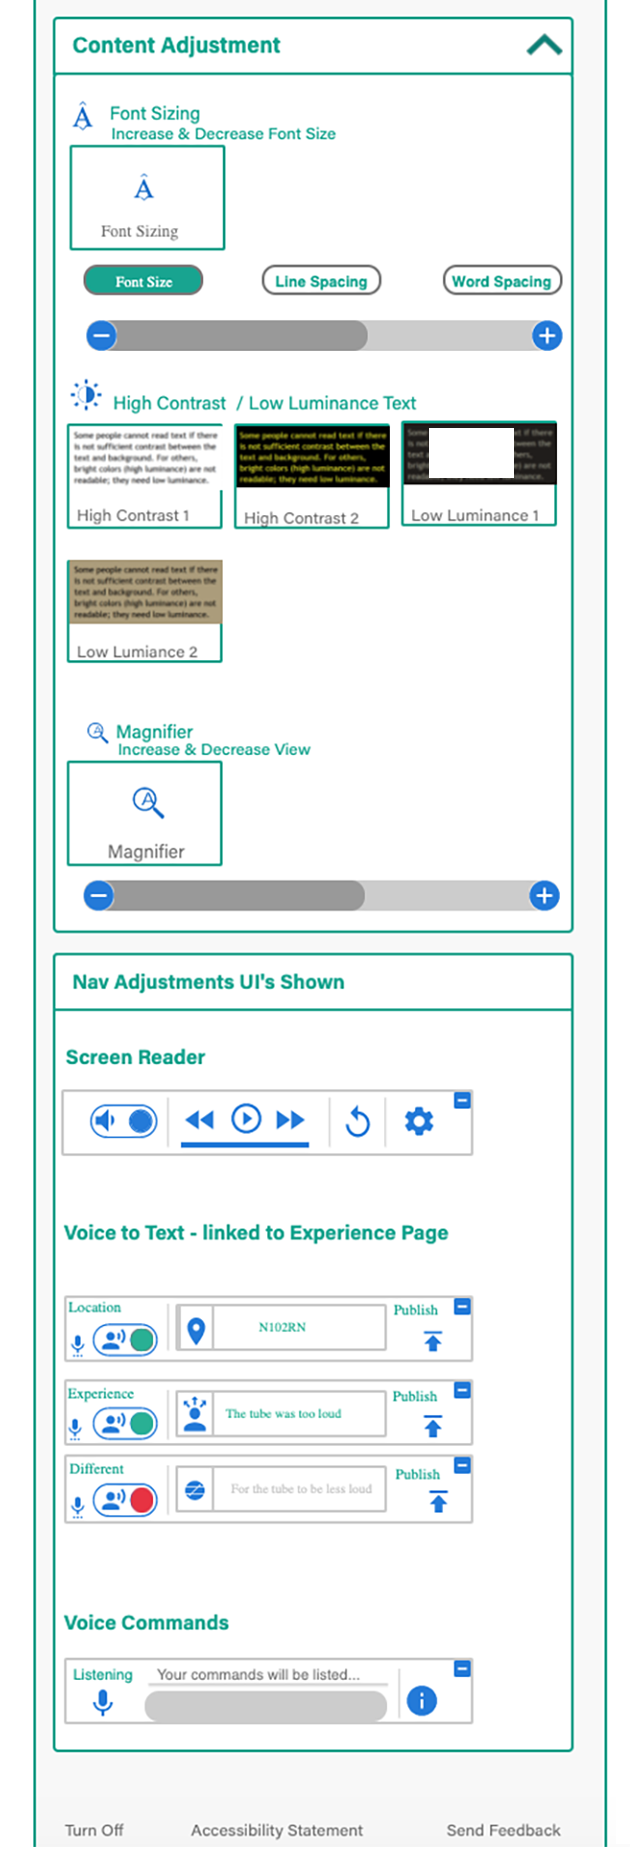 Content Adjustment
Font Sizing
Increase & Decrease Font Size
Font Sizing
Font Size
Line Spacing
Word Spacing
High Contrast / Low Luminance Text
Some people cannot read text if there
is not sufficient contrast between the
text and background. For others,
bright colors (high luminance) are not
readable; they need low luminance.
High Contrast 1
Some people cannot read text if there
is not sufficient contrast between the
text and background. For others,
bright colors (high luminance) are not
readable; they need low luminance.
High Contrast 2
Some xt if there
is not ween the
text a hers,
bright e) are not
inance.
Low Luminance 1
Some people cannot read text if there
is not sufficient contrast between the
text and background. For others,
bright colors (high luminance) are not
readable; they need low luminance.
Low Lumiance 2
Magnifier
Increase & Decrease View
Magnifier
Nav Adjustments UI's Shown
Screen Reader
Voice to Text - linked to Experience Page
Location
N102RN
Publish
Experience
The tube was too loud
Publish
Different
For the tube to be less loud
Publish
Voice Commands
Listening
Your commands will be listed...
Turn Off
Accessibility Statement
Send Feedback